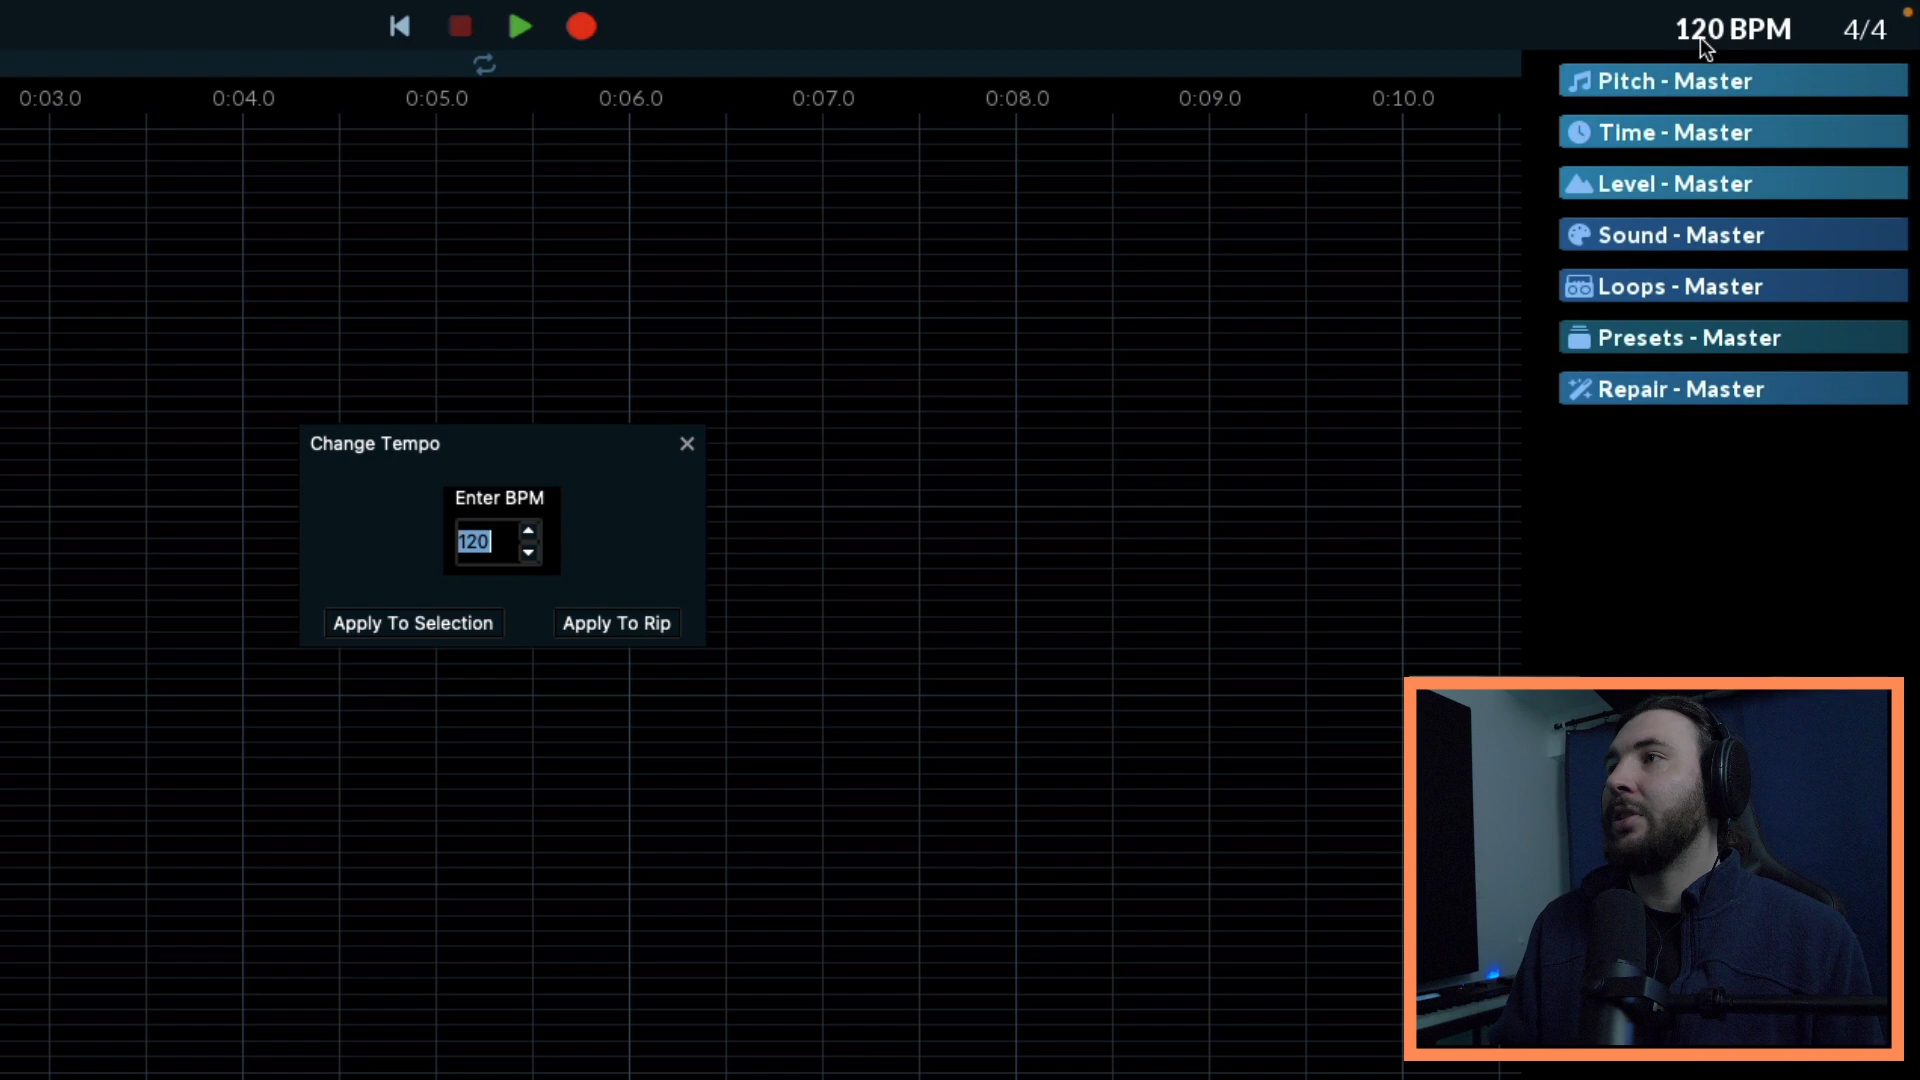 120 BPM 4/4
0:03.0 0:04.0 0:05.0 0:06.0 0:07.0 0:08.0 0:09.0 0:10.0
Pitch - Master
Time - Master
Level - Master
Sound - Master
Loops - Master
Presets - Master
Repair - Master
Change Tempo
Enter BPM
120
Apply To Selection Apply To Rip